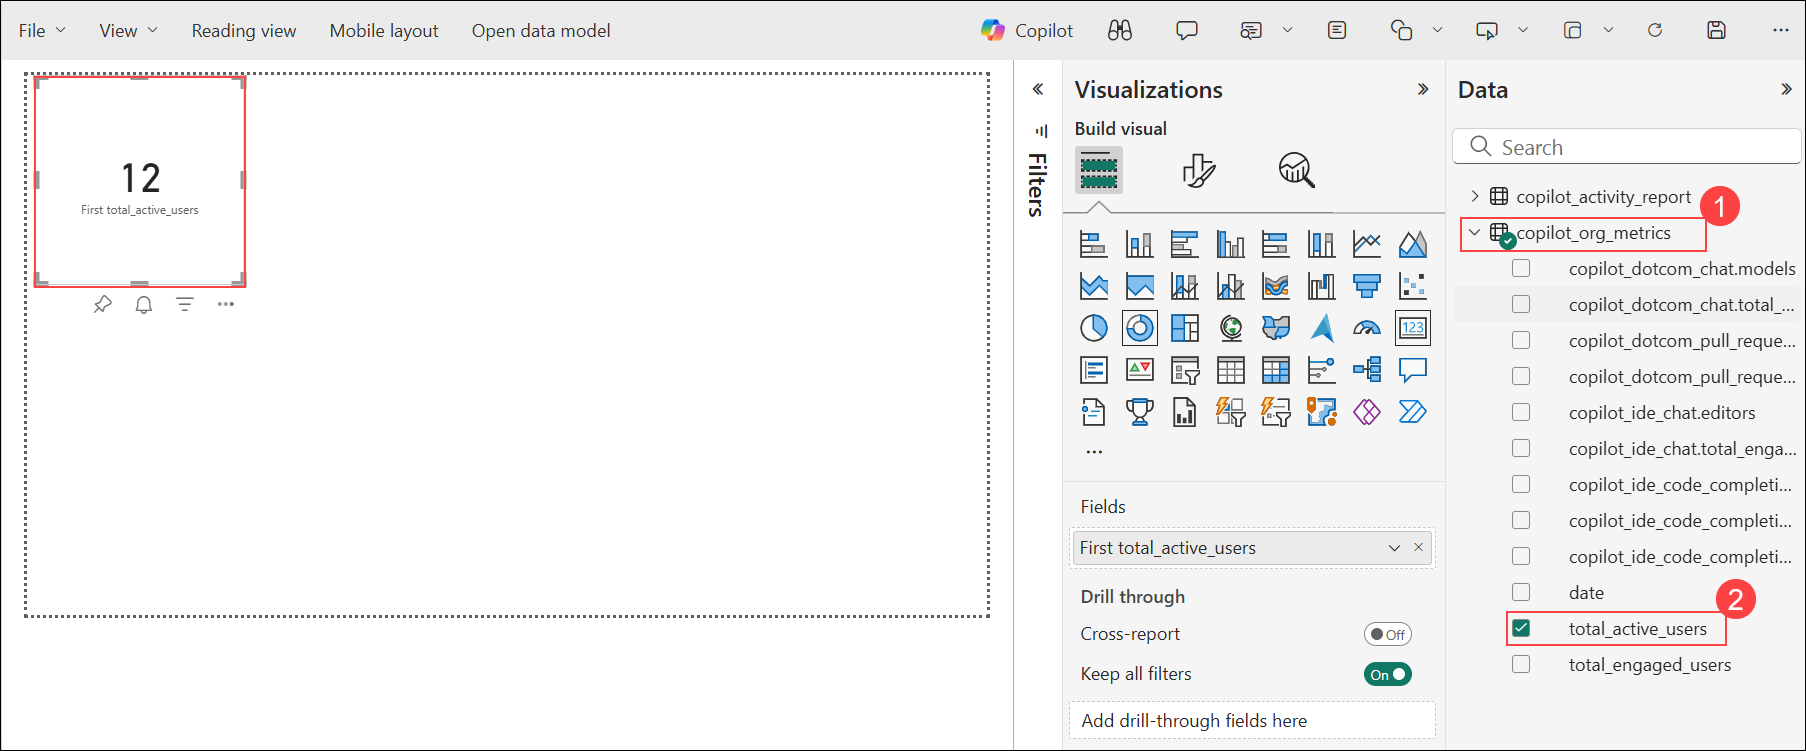 File
View
Reading view
Mobile layout
Open data model
Copilot
12
First total_active_users
Filters
Visualizations
Build visual
123
Fields
First total_active_users
Drill through
Cross-report
Off
Keep all filters
On
Add drill-through fields here
Data
Search
copilot_activity_report
1
copilot_org_metrics
copilot_dotcom_chat.models
copilot_dotcom_chat.total_...
copilot_dotcom_pull_reque...
copilot_dotcom_pull_reque...
copilot_ide_chat.editors
copilot_ide_chat.total_enga...
copilot_ide_code_completi...
copilot_ide_code_completi...
copilot_ide_code_completi...
date
2
total_active_users
total_engaged_users